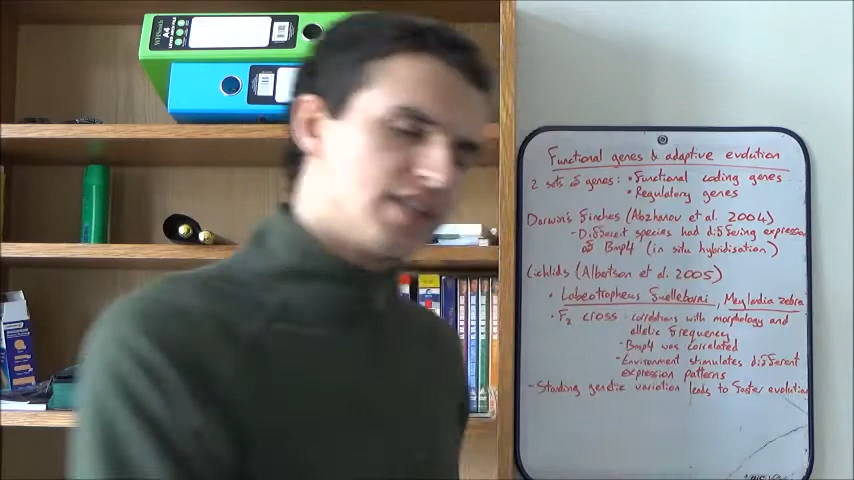 WHSmith
A4
Functional genes & adaptive evolution
2 sets of genes: • Functional coding genes
• Regulatory genes
Darwin's finches (Abzhanov et al. 2004)
- Different species had differing expression
of Bmp4 (in situ hybridisation)
Cichlids (Albertson et al. 2005)
• Labeotropheus fuelleborni, Meylandia zebra
• F2 cross : correlations with morphology and
allelic frequency
• Bmp4 was correlated
- Environment stimulates different
expression patterns
- Standing genetic variation leads to faster evolution